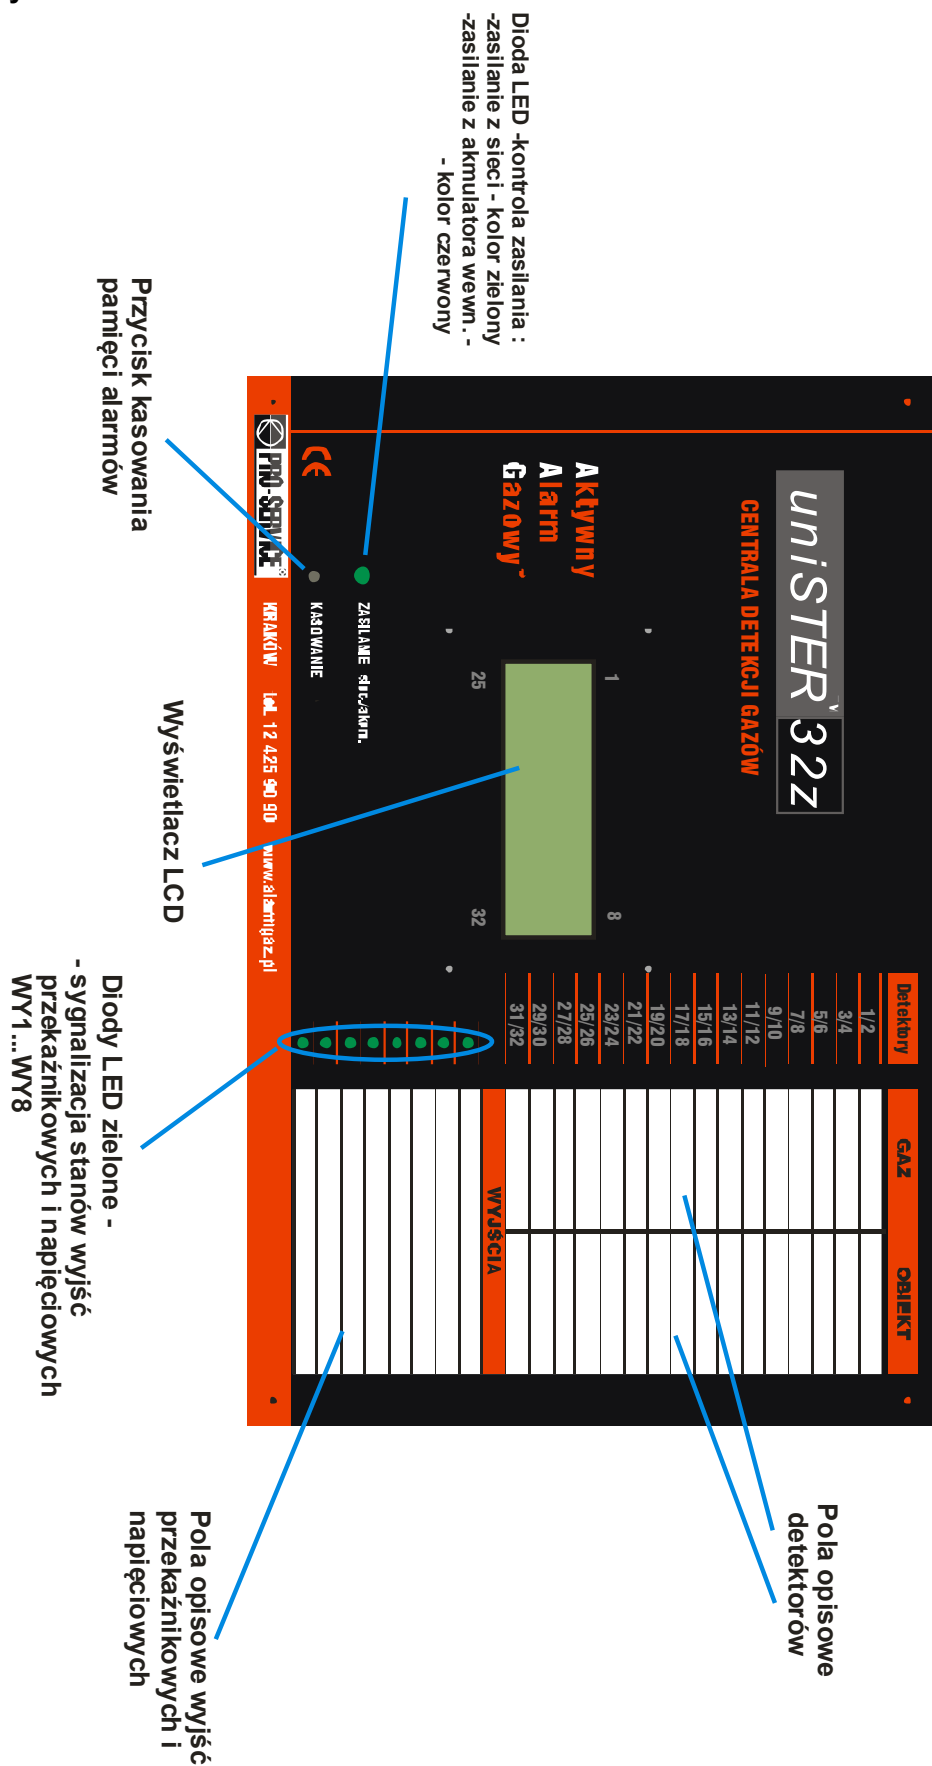 Dioda LED -kontrola zasilania :
-zasilanie z sieci - kolor zielony
-zasilanie z akmulatora wewn. -
- kolor czerwony
Przycisk kasowania
pamięci alarmów
Wyświetlacz LCD
Diody LED zielone -
- sygnalizacja stanów wyjść
przekaźnikowych i napięciowych
WY1...WY8
Pola opisowe
detektorów
Pola opisowe wyjść
przekaźnikowych i
napięciowych
uniSTER 32z
CENTRALA DETEKCJI GAZÓW
Aktywny
Alarm
Gazowy
1
8
25
32
ZASILANIE
KASOWANIE
CE
PRO-SERVICE®
KRAKÓW tel. 12 425 90 90 www.alarmgaz.pl
Detektory
GAZ
OBIEKT
1/2
3/4
5/6
7/8
9/10
11/12
13/14
15/16
17/18
19/20
21/22
23/24
25/26
27/28
29/30
31/32
WYJŚCIA